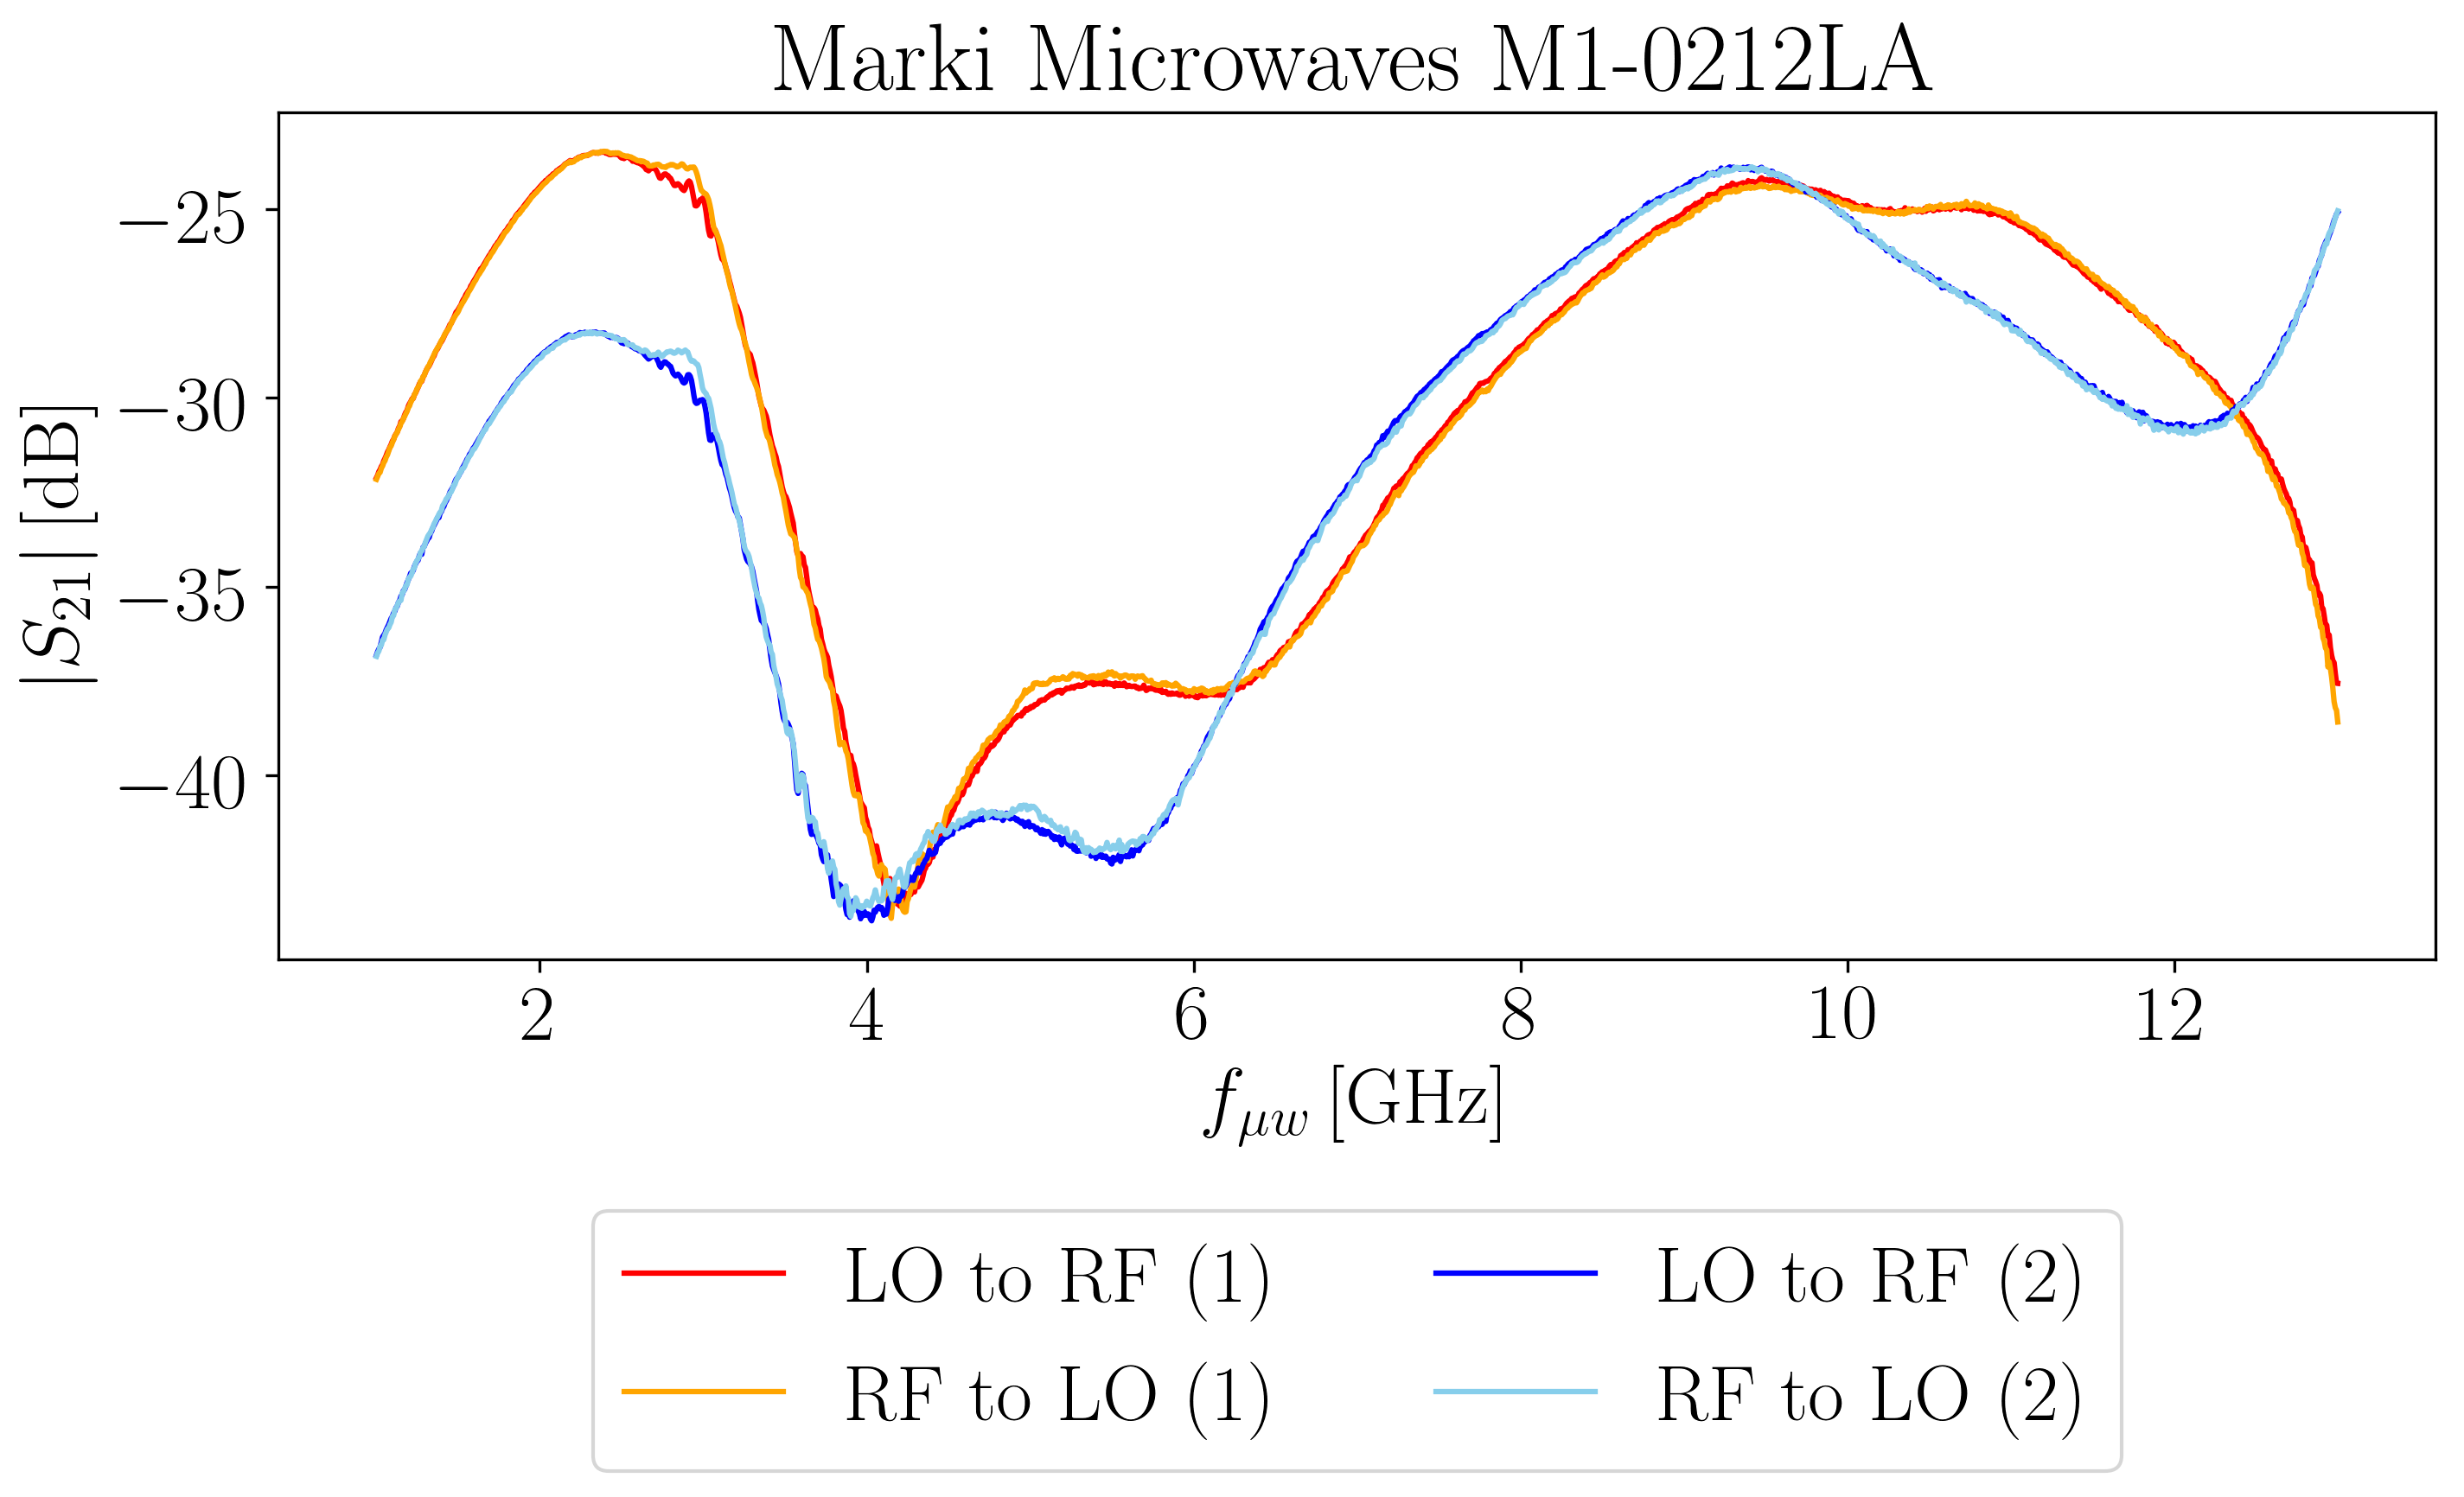 Marki Microwaves M1-0212LA
|S21| [dB]
−25
−30
−35
−40
2 4 6 8 10 12
fμw [GHz]
LO to RF (1) LO to RF (2)
RF to LO (1) RF to LO (2)